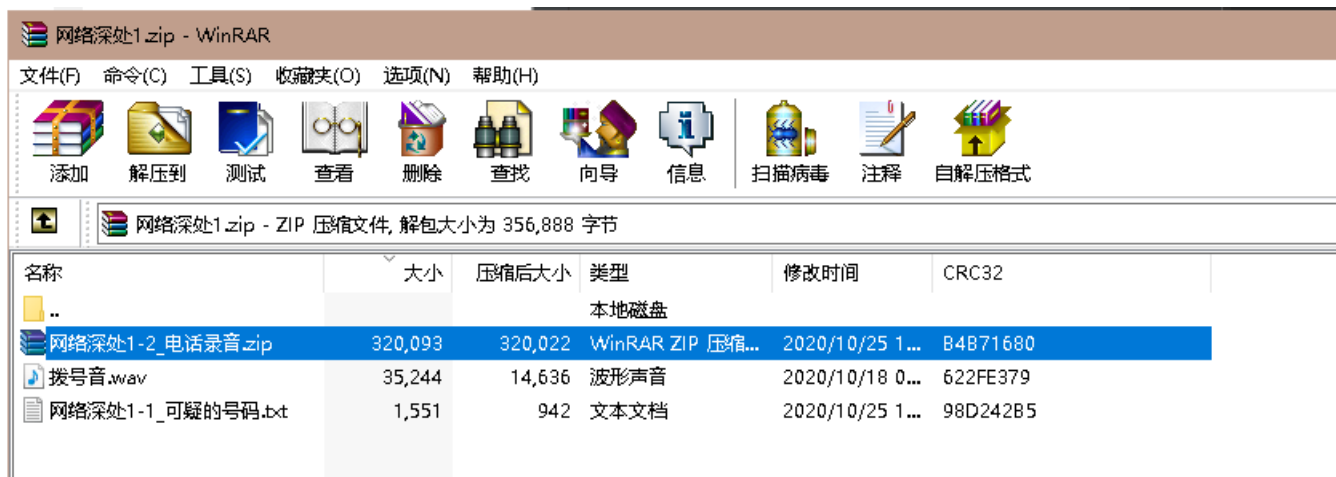 网络深处1.zip - WinRAR
文件(F) 命令(C) 工具(S) 收藏夹(O) 选项(N) 帮助(H)
添加 解压到 测试 查看 删除 查找 向导 信息 扫描病毒 注释 自解压格式
网络深处1.zip - ZIP 压缩文件, 解包大小为 356,888 字节
名称 大小 压缩后大小 类型 修改时间 CRC32
.. 本地磁盘
网络深处1-2_电话录音.zip 320,093 320,022 WinRAR ZIP 压缩... 2020/10/25 1... B4B71680
拨号音.wav 35,244 14,636 波形声音 2020/10/18 0... 622FE379
网络深处1-1_可疑的号码.txt 1,551 942 文本文档 2020/10/25 1... 98D242B5